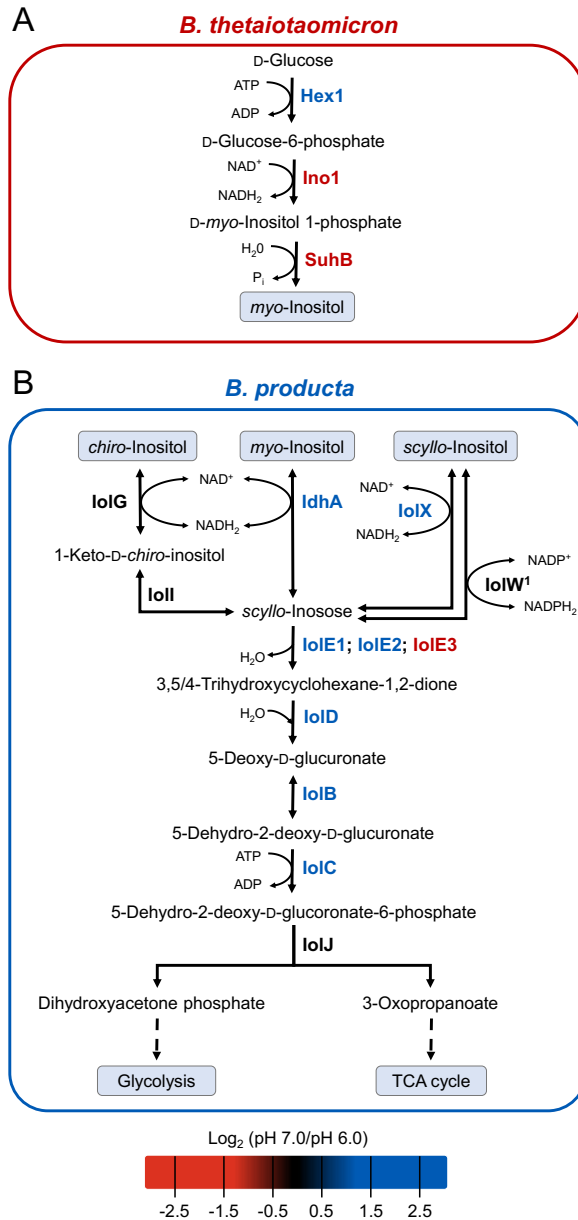 A
B. thetaiotaomicron
D-Glucose
ATP
Hex1
ADP
D-Glucose-6-phosphate
NAD+
Ino1
NADH2
D-myo-Inositol 1-phosphate
H20
SuhB
Pi
myo-Inositol
B
B. producta
chiro-Inositol myo-Inositol scyllo-Inositol
IolG NAD+ IdhA NAD+ IolX
NADH2 NADH2
1-Keto-D-chiro-inositol
IolW1 NADP+
NADPH2
IolI
scyllo-Inosose
IolE1; IolE2; IolE3
H2O
3,5/4-Trihydroxycyclohexane-1,2-dione
H2O
IolD
5-Deoxy-D-glucuronate
IolB
5-Dehydro-2-deoxy-D-glucuronate
ATP
IolC
ADP
5-Dehydro-2-deoxy-D-glucoronate-6-phosphate
IolJ
Dihydroxyacetone phosphate 3-Oxopropanoate
Glycolysis TCA cycle
Log2 (pH 7.0/pH 6.0)
-2.5 -1.5 -0.5 0.5 1.5 2.5